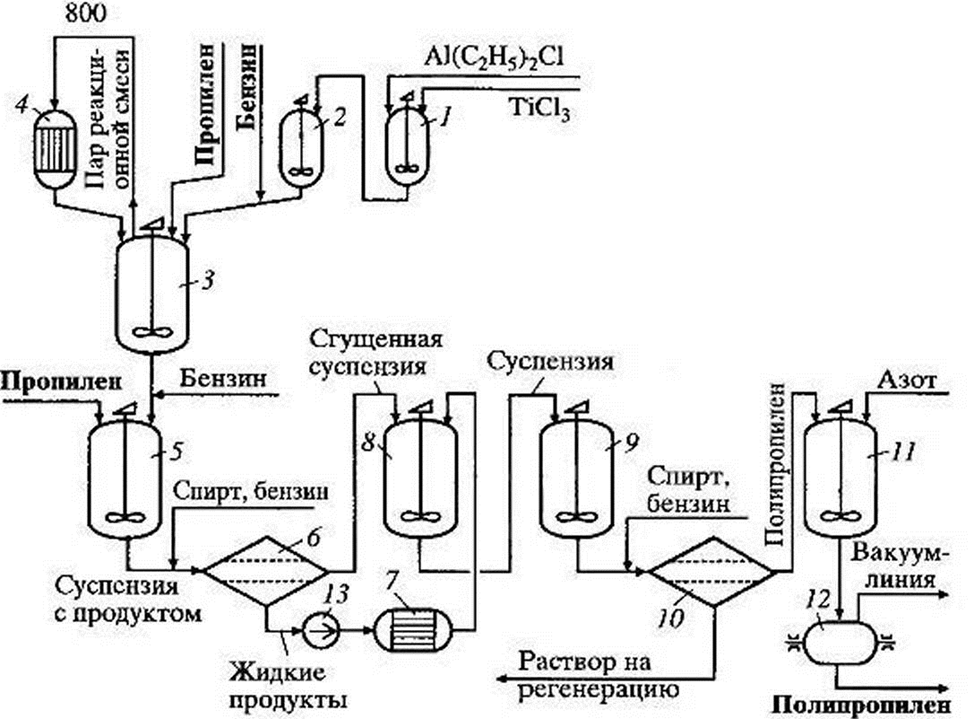 800
Пар реакци-
онной смеси
Пропилен
Бензин
Al(C₂H₅)₂Cl
TiCl₃
4
2
1
3
Сгущенная
суспензия
Суспензия
Пропилен
Бензин
Полипропилен
Азот
5
8
9
11
Спирт, бензин
Спирт,
бензин
6
Суспензия
с продуктом
13
7
10
Вакуум-
линия
12
Жидкие
продукты
Раствор на
регенерацию
Полипропилен